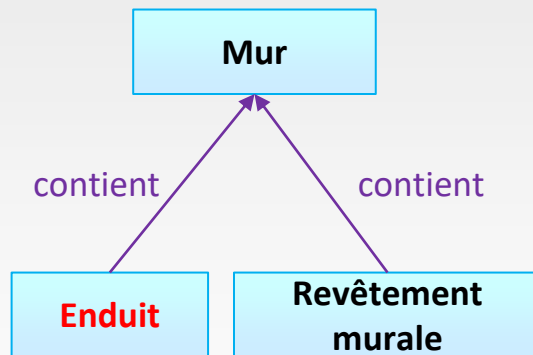 Mur
contient
contient
Enduit
Revêtement
murale